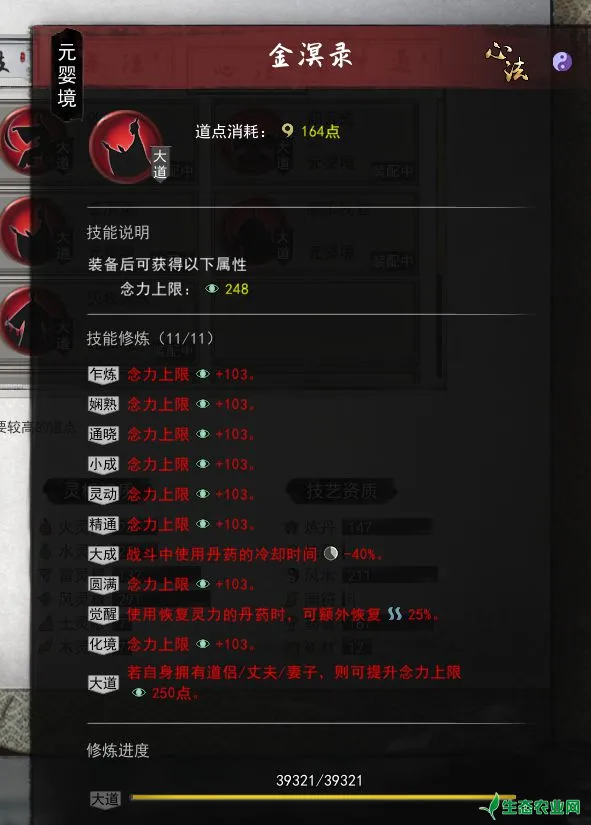 元婴境
金溟录
心法
道点消耗： 164点
大道
技能说明
装备后可获得以下属性
念力上限： 248
技能修炼（11/11）
乍炼 念力上限 +103。
娴熟 念力上限 +103。
通晓 念力上限 +103。
小成 念力上限 +103。
灵动 念力上限 +103。
精通 念力上限 +103。
大成 战斗中使用丹药的冷却时间 -40%。
圆满 念力上限 +103。
觉醒 使用恢复灵力的丹药时，可额外恢复 25%。
化境 念力上限 +103。
大道 若自身拥有道侣/丈夫/妻子，则可提升念力上限
250点。
技艺资质
修炼进度
39321/39321
大道
生态农业网